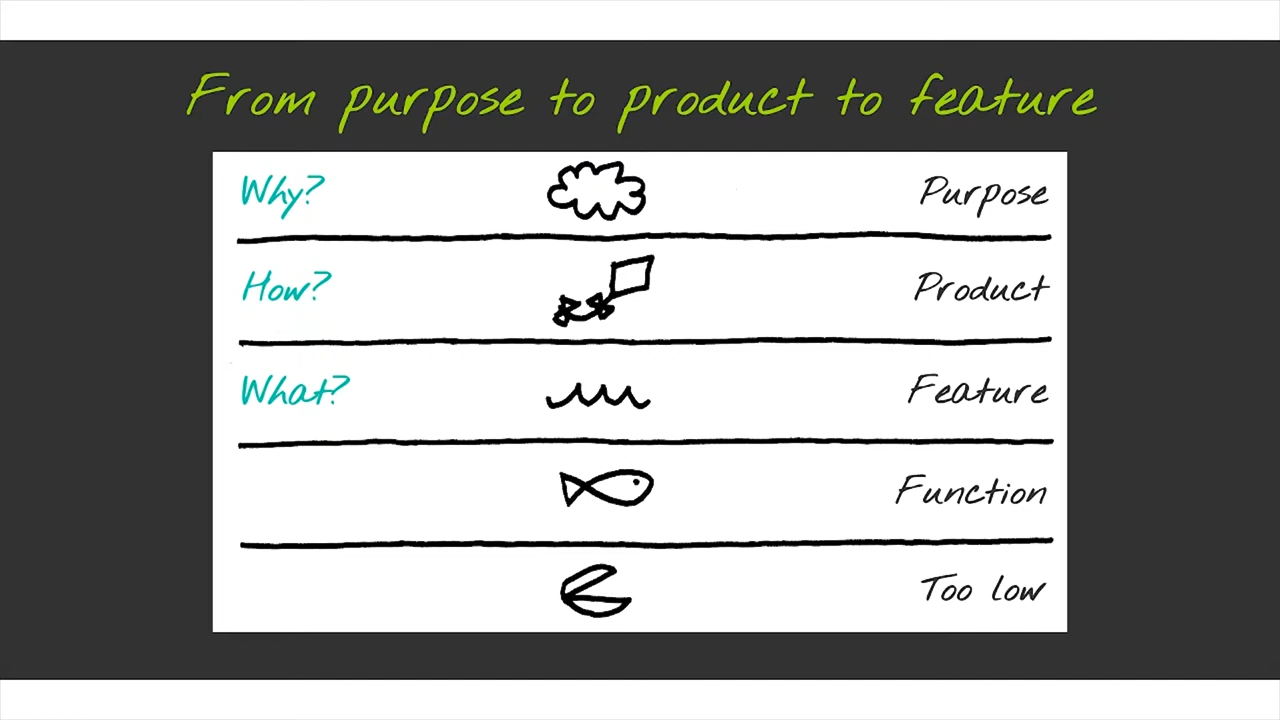 From purpose to product to feature
Why? Purpose
How? Product
What? Feature
Function
Too low